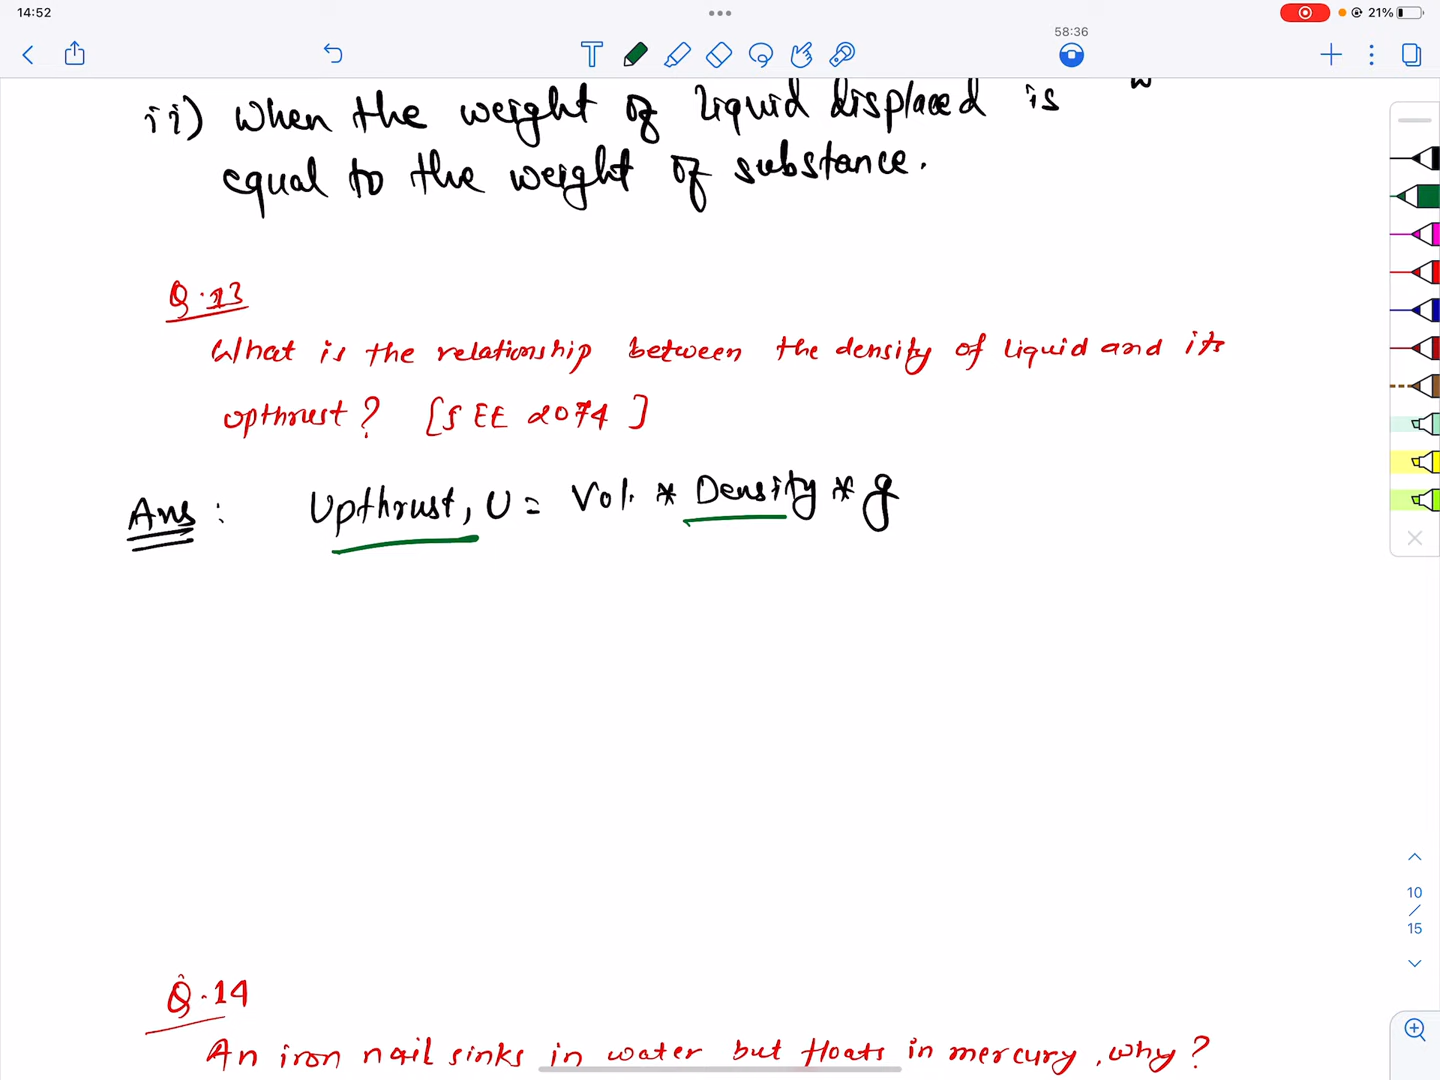 14:52
21%
58:36
ii) When the weight of liquid displaced is
equal to the weight of substance.
Q.13
What is the relationship between the density of liquid and its
upthrust? [SEE 2074]
Ans : Upthrust, U = Vol. * Density * g
10
/
15
Q.14
An iron nail sinks in water but floats in mercury, why?